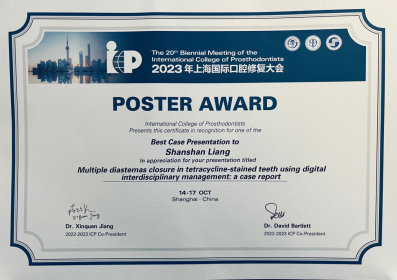 icp
The 20th Biennial Meeting of the
International College of Prosthodontists
2023年上海国际口腔修复大会
POSTER AWARD
International College of Prosthodontists
Presents this certificate in recognition for one of the
Best Case Presentation to
Shanshan Liang
In appreciation for your presentation titled
Multiple diastemas closure in tetracycline-stained teeth using digital
interdisciplinary management: a case report
14-17 OCT
Shanghai · China
Dr. Xinquan Jiang
2022-2023 ICP Co-President
Dr. David Bartlett
2022-2023 ICP Co-President